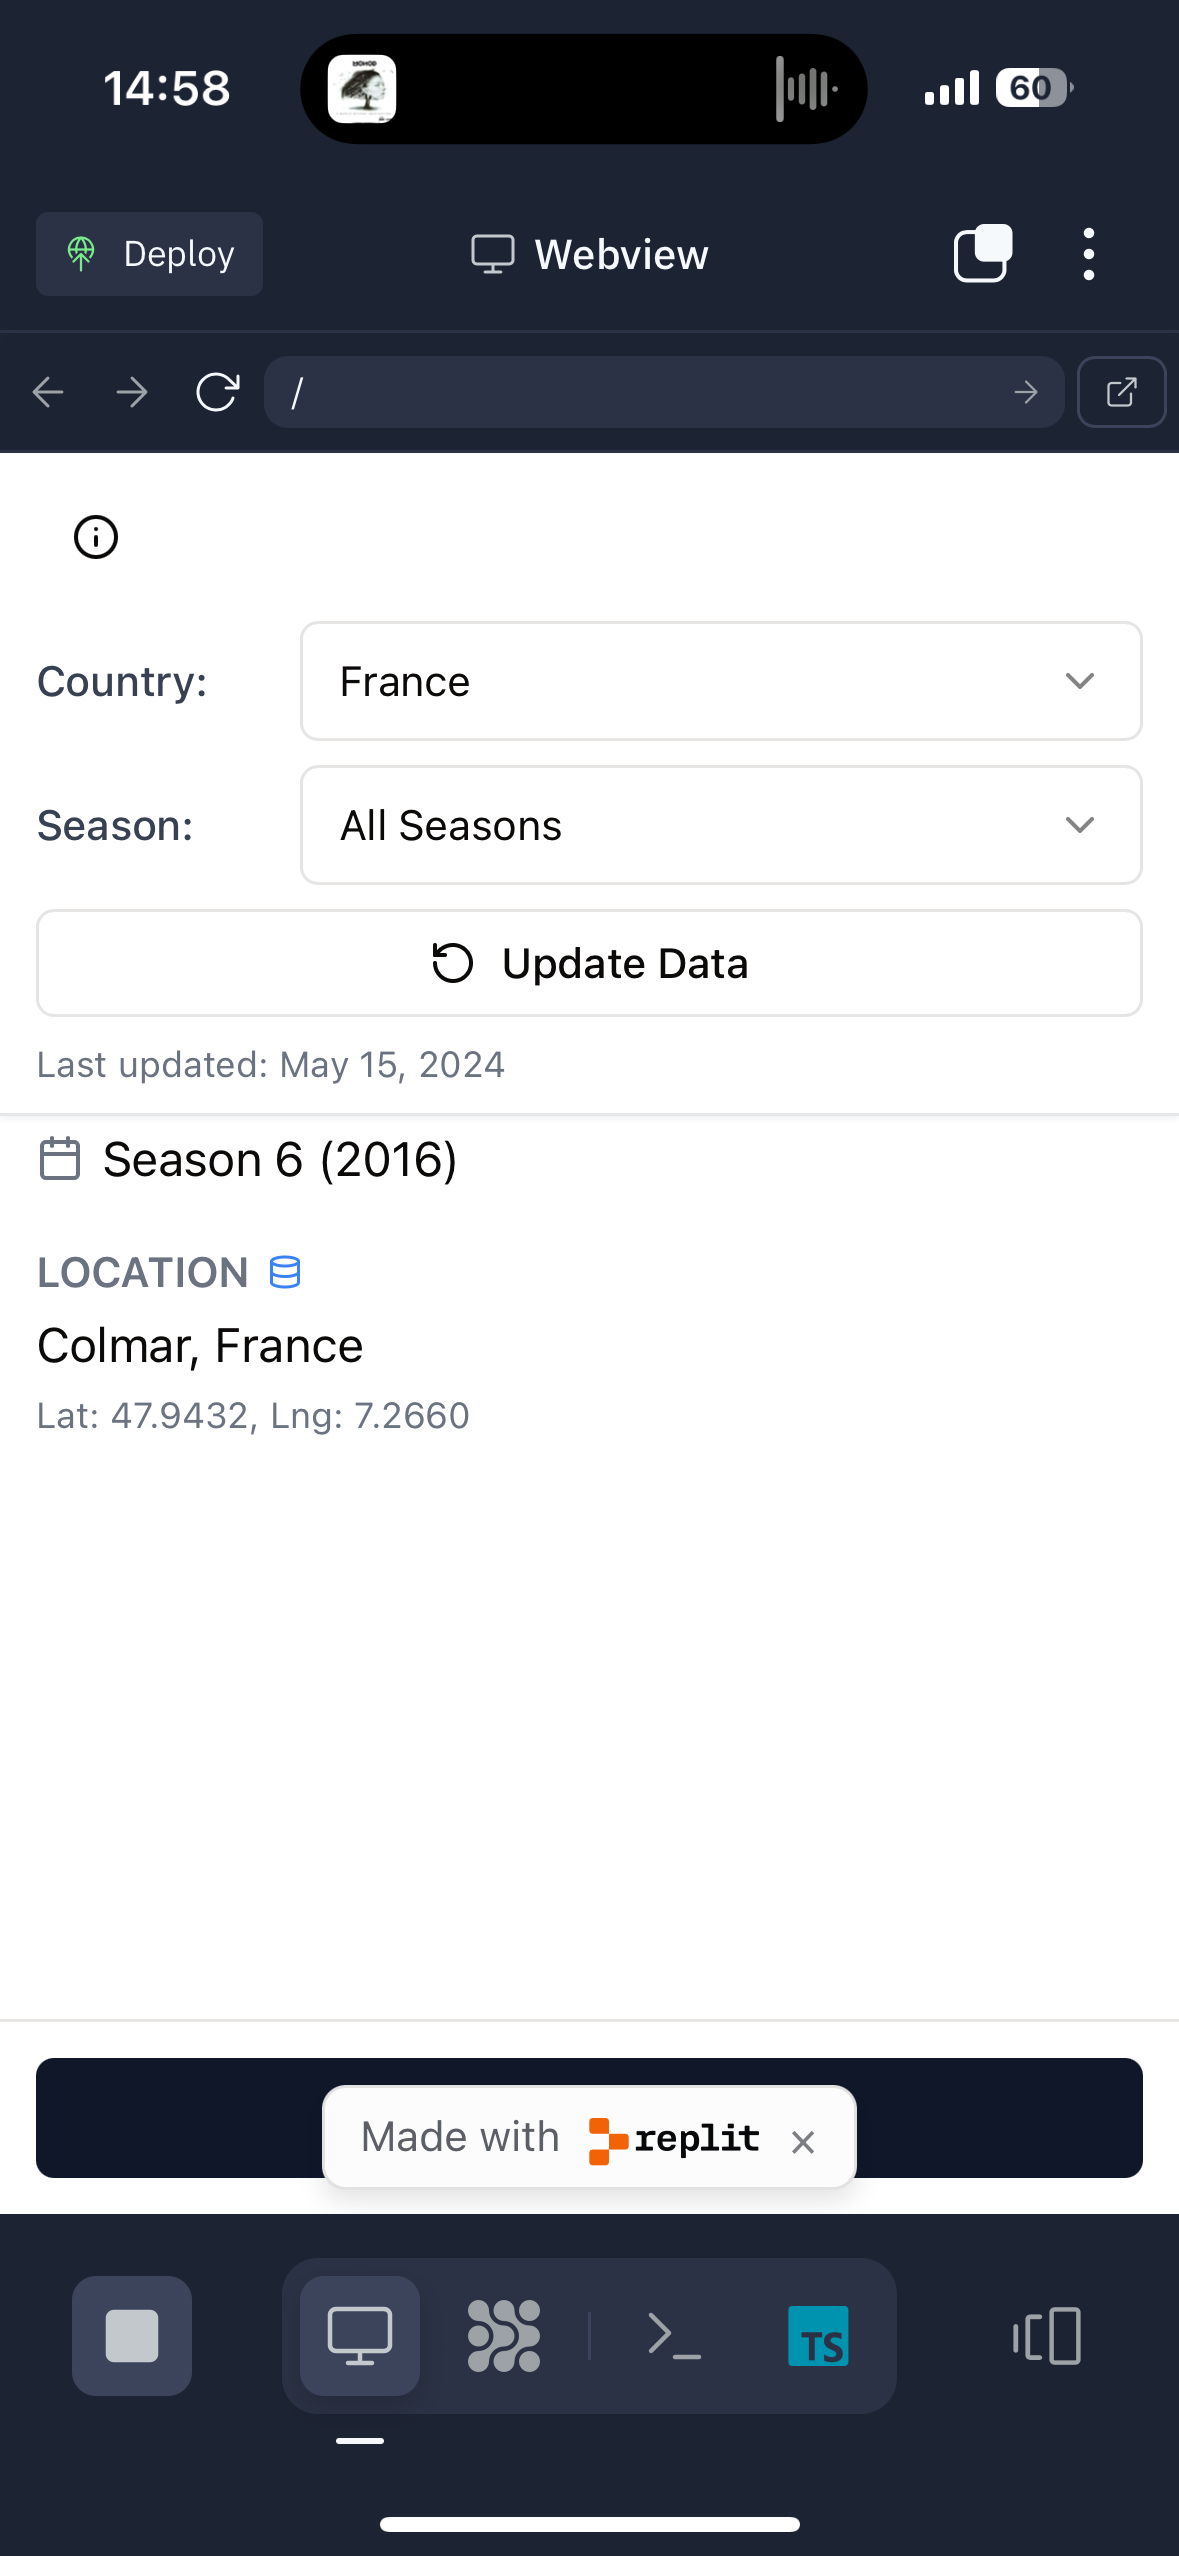 14:58
60
Deploy
Webview
/
Country:
France
Season:
All Seasons
Update Data
Last updated: May 15, 2024
Season 6 (2016)
LOCATION
Colmar, France
Lat: 47.9432, Lng: 7.2660
Made with replit ×
TS